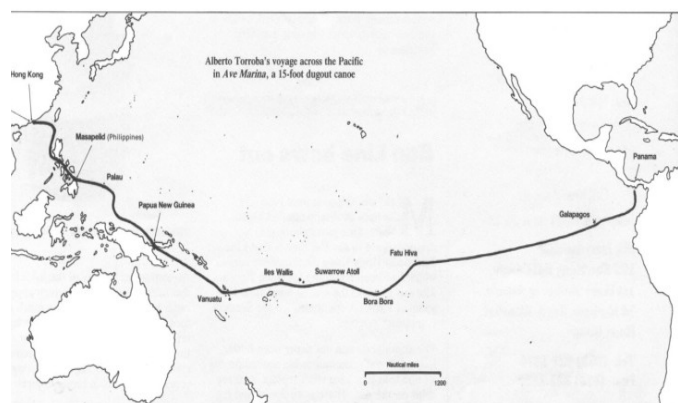 Alberto Torroba's voyage across the Pacific
in Ave Marina, a 15-foot dugout canoe
Hong Kong
Masapelid (Philippines)
Palau
Papua New Guinea
Vanuatu
Iles Wallis
Suwarrow Atoll
Bora Bora
Fatu Hiva
Galapagos
Panama
Nautical miles
0
1200